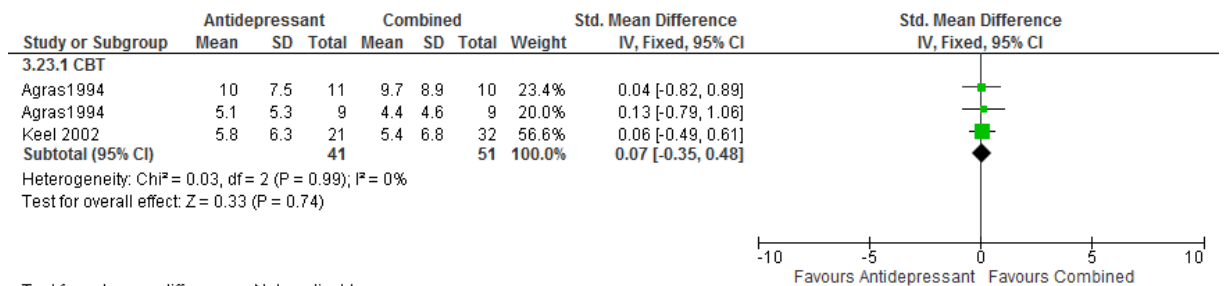 Antidepressant Combined Std. Mean Difference Std. Mean Difference
Study or Subgroup Mean SD Total Mean SD Total Weight IV, Fixed, 95% CI IV, Fixed, 95% CI
3.23.1 CBT
Agras1994 10 7.5 11 9.7 8.9 10 23.4% 0.04 [-0.82, 0.89]
Agras1994 5.1 5.3 9 4.4 4.6 9 20.0% 0.13 [-0.79, 1.06]
Keel 2002 5.8 6.3 21 5.4 6.8 32 56.6% 0.06 [-0.49, 0.61]
Subtotal (95% CI) 41 51 100.0% 0.07 [-0.35, 0.48]
Heterogeneity: Chi² = 0.03, df = 2 (P = 0.99); I² = 0%
Test for overall effect: Z = 0.33 (P = 0.74)
-10 -5 0 5 10
Favours Antidepressant Favours Combined